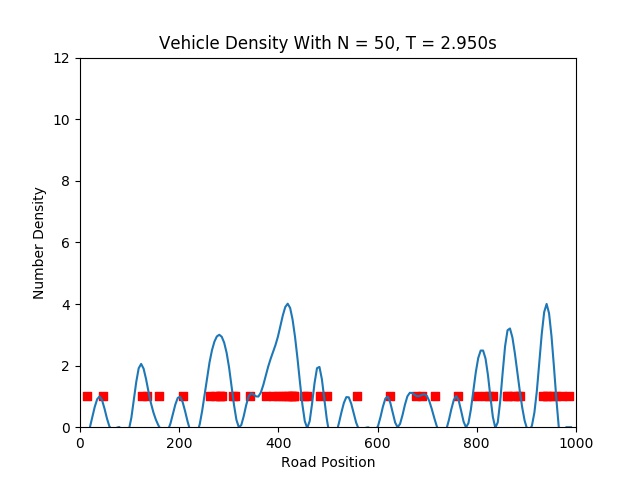 Vehicle Density With N = 50, T = 2.950s
12
10
8
6
4
2
0
Number Density
0 200 400 600 800 1000
Road Position